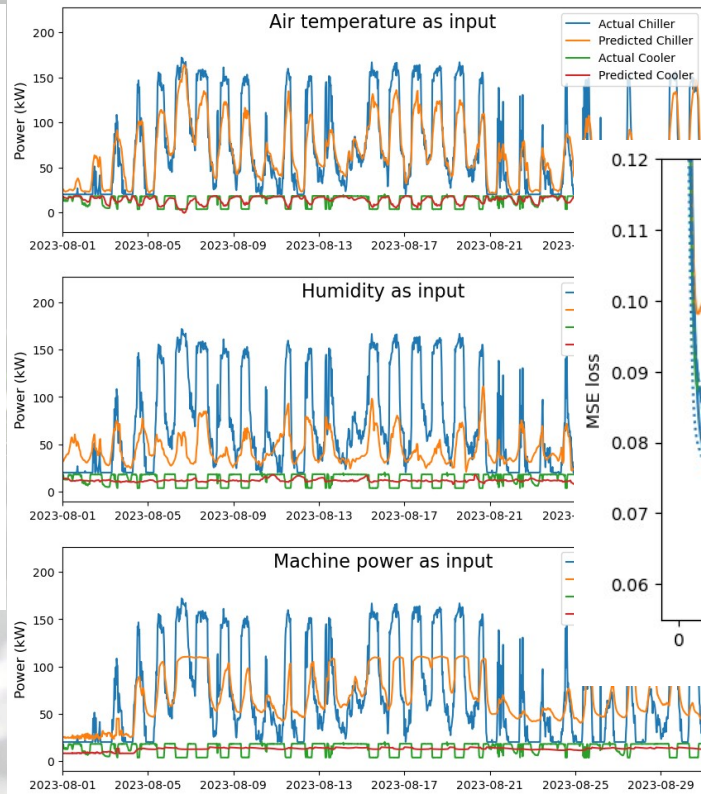 Air temperature as input
Actual Chiller
Predicted Chiller
Actual Cooler
Predicted Cooler
Power (kW)
200
150
100
50
0
2023-08-01 2023-08-05 2023-08-09 2023-08-13 2023-08-17 2023-08-21 2023-
Humidity as input
Power (kW)
200
150
100
50
0
2023-08-01 2023-08-05 2023-08-09 2023-08-13 2023-08-17 2023-08-21 2023-
Machine power as input
Power (kW)
200
150
100
50
0
2023-08-01 2023-08-05 2023-08-09 2023-08-13 2023-08-17 2023-08-21 2023-08-25 2023-08-29
MSE loss
0.12
0.11
0.10
0.09
0.08
0.07
0.06
0